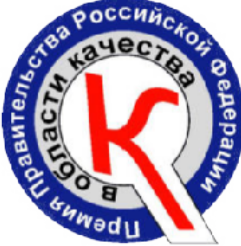 Премия Правительства Российской Федерации
в области качества